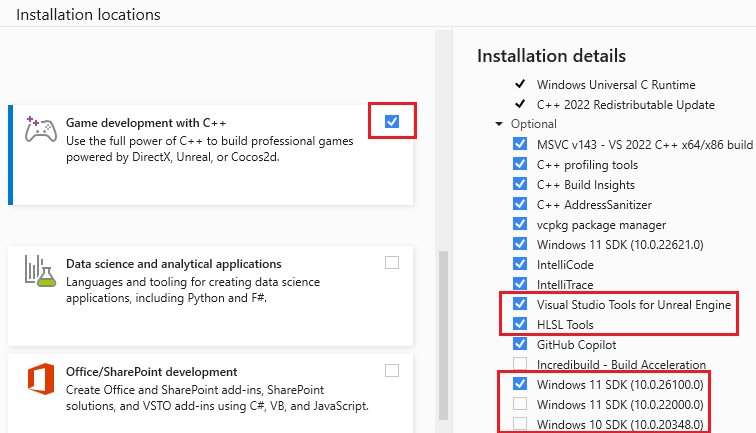 Installation locations
Game development with C++
Use the full power of C++ to build professional games
powered by DirectX, Unreal, or Cocos2d.
Data science and analytical applications
Languages and tooling for creating data science
applications, including Python and F#.
Office/SharePoint development
Create Office and SharePoint add-ins, SharePoint
solutions, and VSTO add-ins using C#, VB, and JavaScript.
Installation details
Windows Universal C Runtime
C++ 2022 Redistributable Update
Optional
MSVC v143 - VS 2022 C++ x64/x86 build
C++ profiling tools
C++ Build Insights
C++ AddressSanitizer
vcpkg package manager
Windows 11 SDK (10.0.22621.0)
IntelliCode
IntelliTrace
Visual Studio Tools for Unreal Engine
HLSL Tools
GitHub Copilot
Incredibuild - Build Acceleration
Windows 11 SDK (10.0.26100.0)
Windows 11 SDK (10.0.22000.0)
Windows 10 SDK (10.0.20348.0)